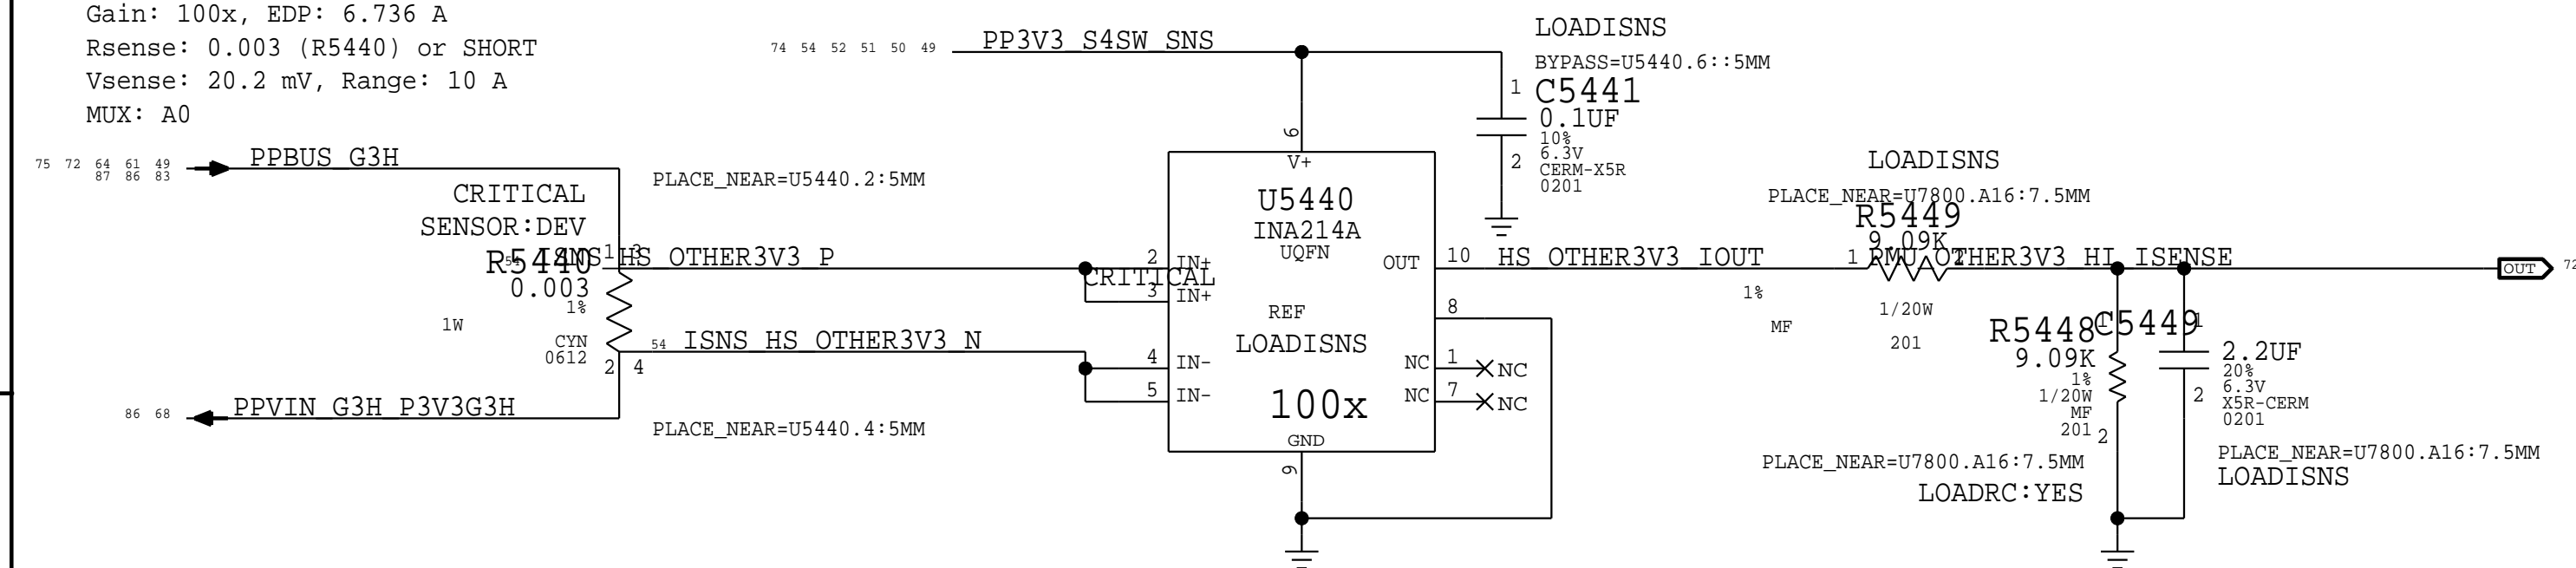 Gain: 100x, EDP: 6.736 A
Rsense: 0.003 (R5440) or SHORT
Vsense: 20.2 mV, Range: 10 A
MUX: A0
75 72 64 61 49
87 86 83
PPBUS_G3H
CRITICAL
SENSOR:DEV
R5440
0.003
1%
1W
CYN
0612
1 3
2 4
PLACE_NEAR=U5440.2:5MM
54 ISNS_HS_OTHER3V3_P
54 ISNS_HS_OTHER3V3_N
86 68
PPVIN_G3H_P3V3G3H
PLACE_NEAR=U5440.4:5MM
74 54 52 51 50 49
PP3V3_S4SW_SNS
6
V+
U5440
INA214A
UQFN
CRITICAL
2 IN+
3 IN+
4 IN-
5 IN-
REF
LOADISNS
100x
GND
9
OUT 10
8
NC 1 NC
NC 7 NC
LOADISNS
BYPASS=U5440.6::5MM
1
C5441
0.1UF
10%
6.3V
CERM-X5R
0201
2
HS_OTHER3V3_IOUT
LOADISNS
PLACE_NEAR=U7800.A16:7.5MM
R5449
9.09K
1 2
1%
MF
1/20W
201
PMU_OTHER3V3_HI_ISENSE
OUT
72
R5448
1
9.09K
1%
1/20W
MF
201
2
PLACE_NEAR=U7800.A16:7.5MM
LOADRC:YES
C5449
1
2.2UF
20%
6.3V
X5R-CERM
0201
2
PLACE_NEAR=U7800.A16:7.5MM
LOADISNS